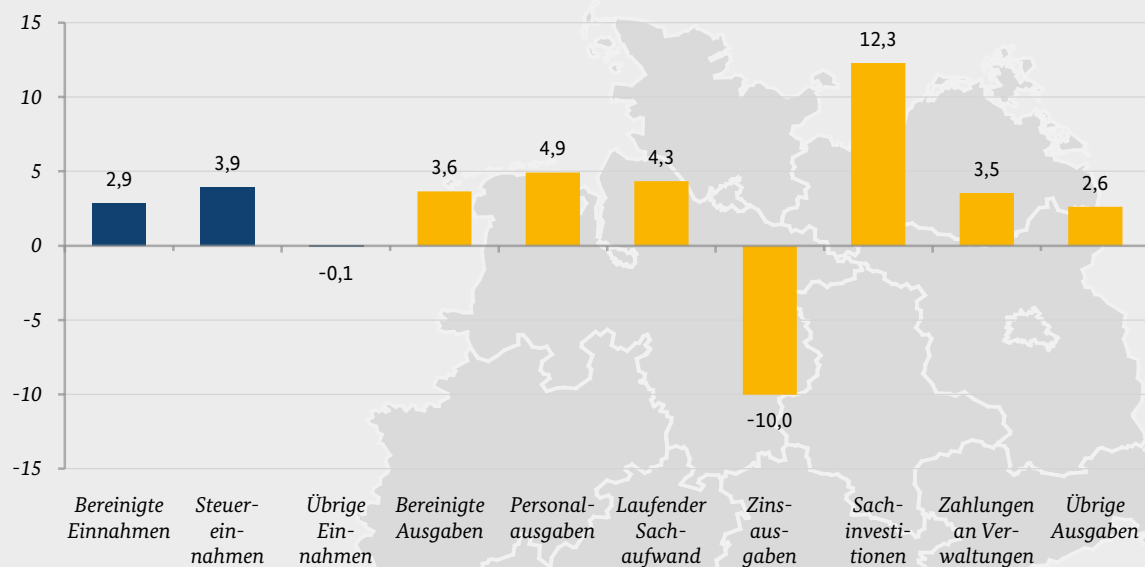 15
12,3
10
4,9
4,3
3,9
3,6
3,5
5
2,9
2,6
0
-0,1
-5
-10
-10,0
-15
Bereinigte
Einnahmen
Steuer-
ein-
nahmen
Übrige
Ein-
nahmen
Bereinigte
Ausgaben
Personal-
ausgaben
Laufender
Sach-
aufwand
Zins-
aus-
gaben
Sach-
investi-
tionen
Zahlungen
an Ver-
waltungen
Übrige
Ausgaben